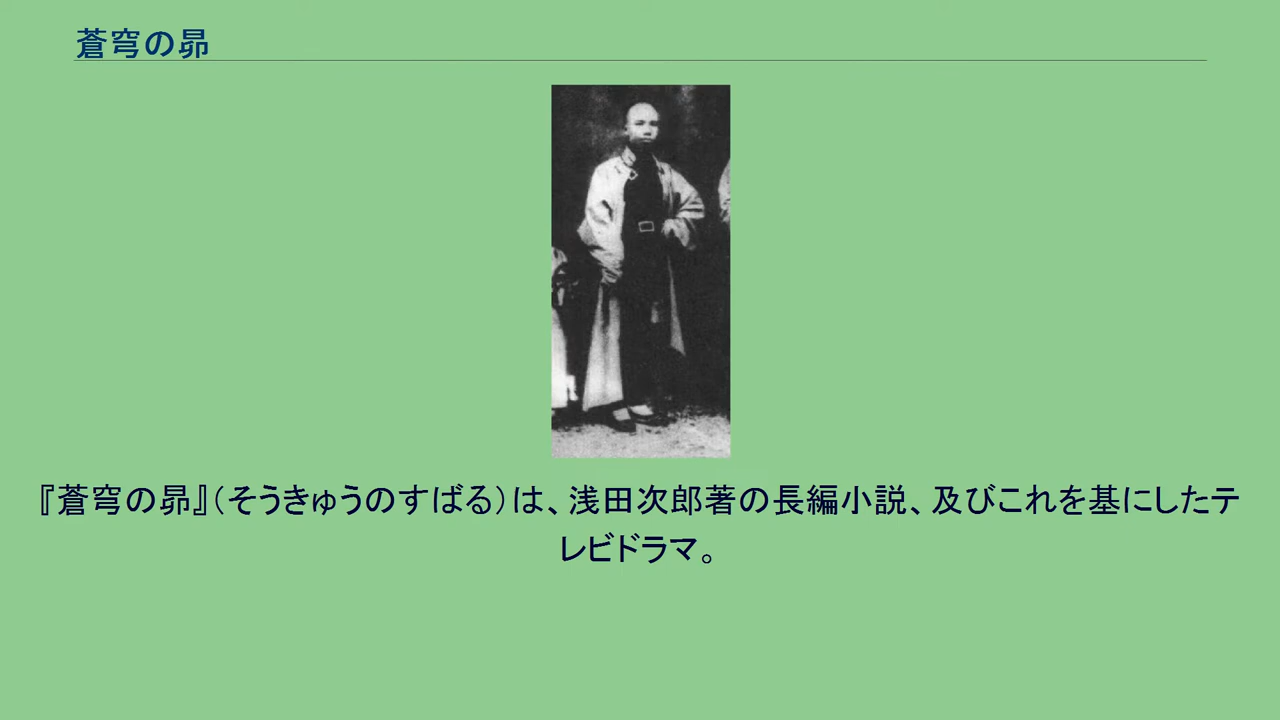 蒼穹の昴
『蒼穹の昴』（そうきゅうのすばる）は、浅田次郎著の長編小説、及びこれを基にしたテ
レビドラマ。